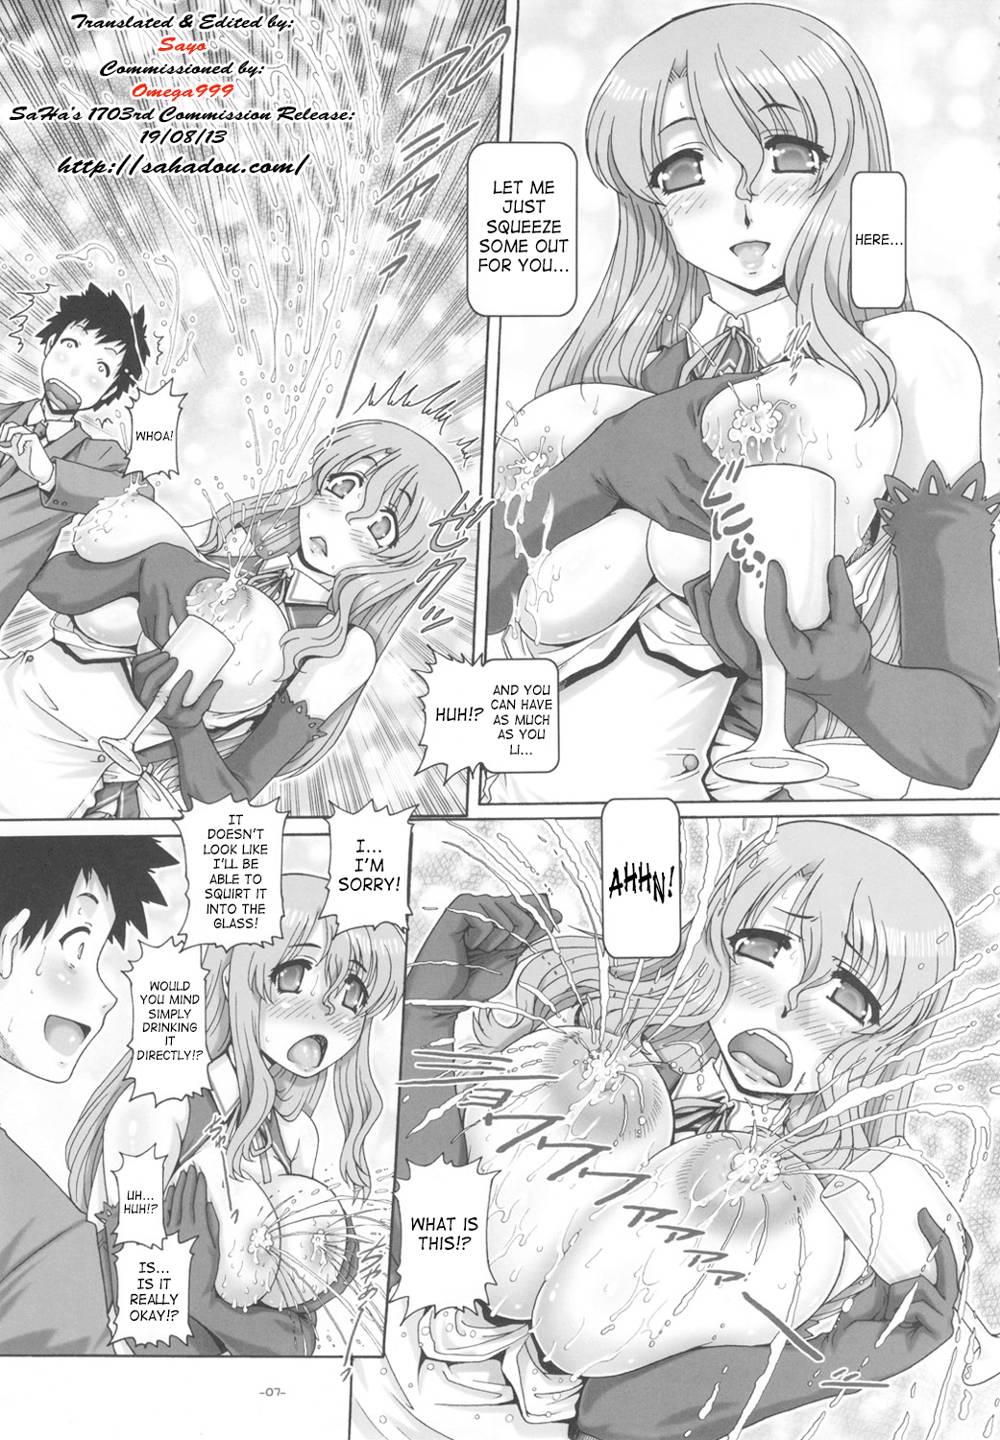 Translated & Edited by:
Sayo
Commissioned by:
Omega999
SaHa's 1703rd Commission Release:
19/08/13
http://sahadou.com/
HERE...
LET ME
JUST
SQUEEZE
SOME OUT
FOR YOU...
AND YOU
CAN HAVE
AS MUCH
AS YOU
LI...
HUH!?
WHOA!
AHHN!
WHAT IS
THIS!?
I...
I'M
SORRY!
IT
DOESN'T
LOOK LIKE
I'LL BE
ABLE TO
SQUIRT IT
INTO THE
GLASS!
WOULD
YOU MIND
SIMPLY
DRINKING
IT
DIRECTLY!?
UH...
HUH!?
IS...
IS IT
REALLY
OKAY!?
-07-